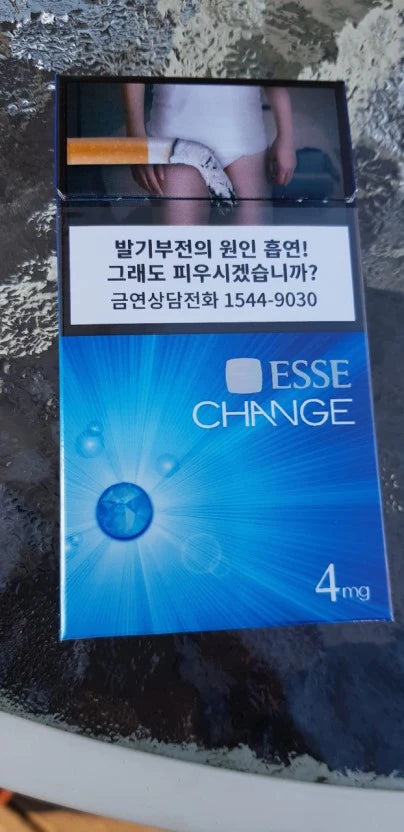 발기부전의 원인 흡연!
그래도 피우시겠습니까?
금연상담전화 1544-9030
ESSE
CHANGE
4mg